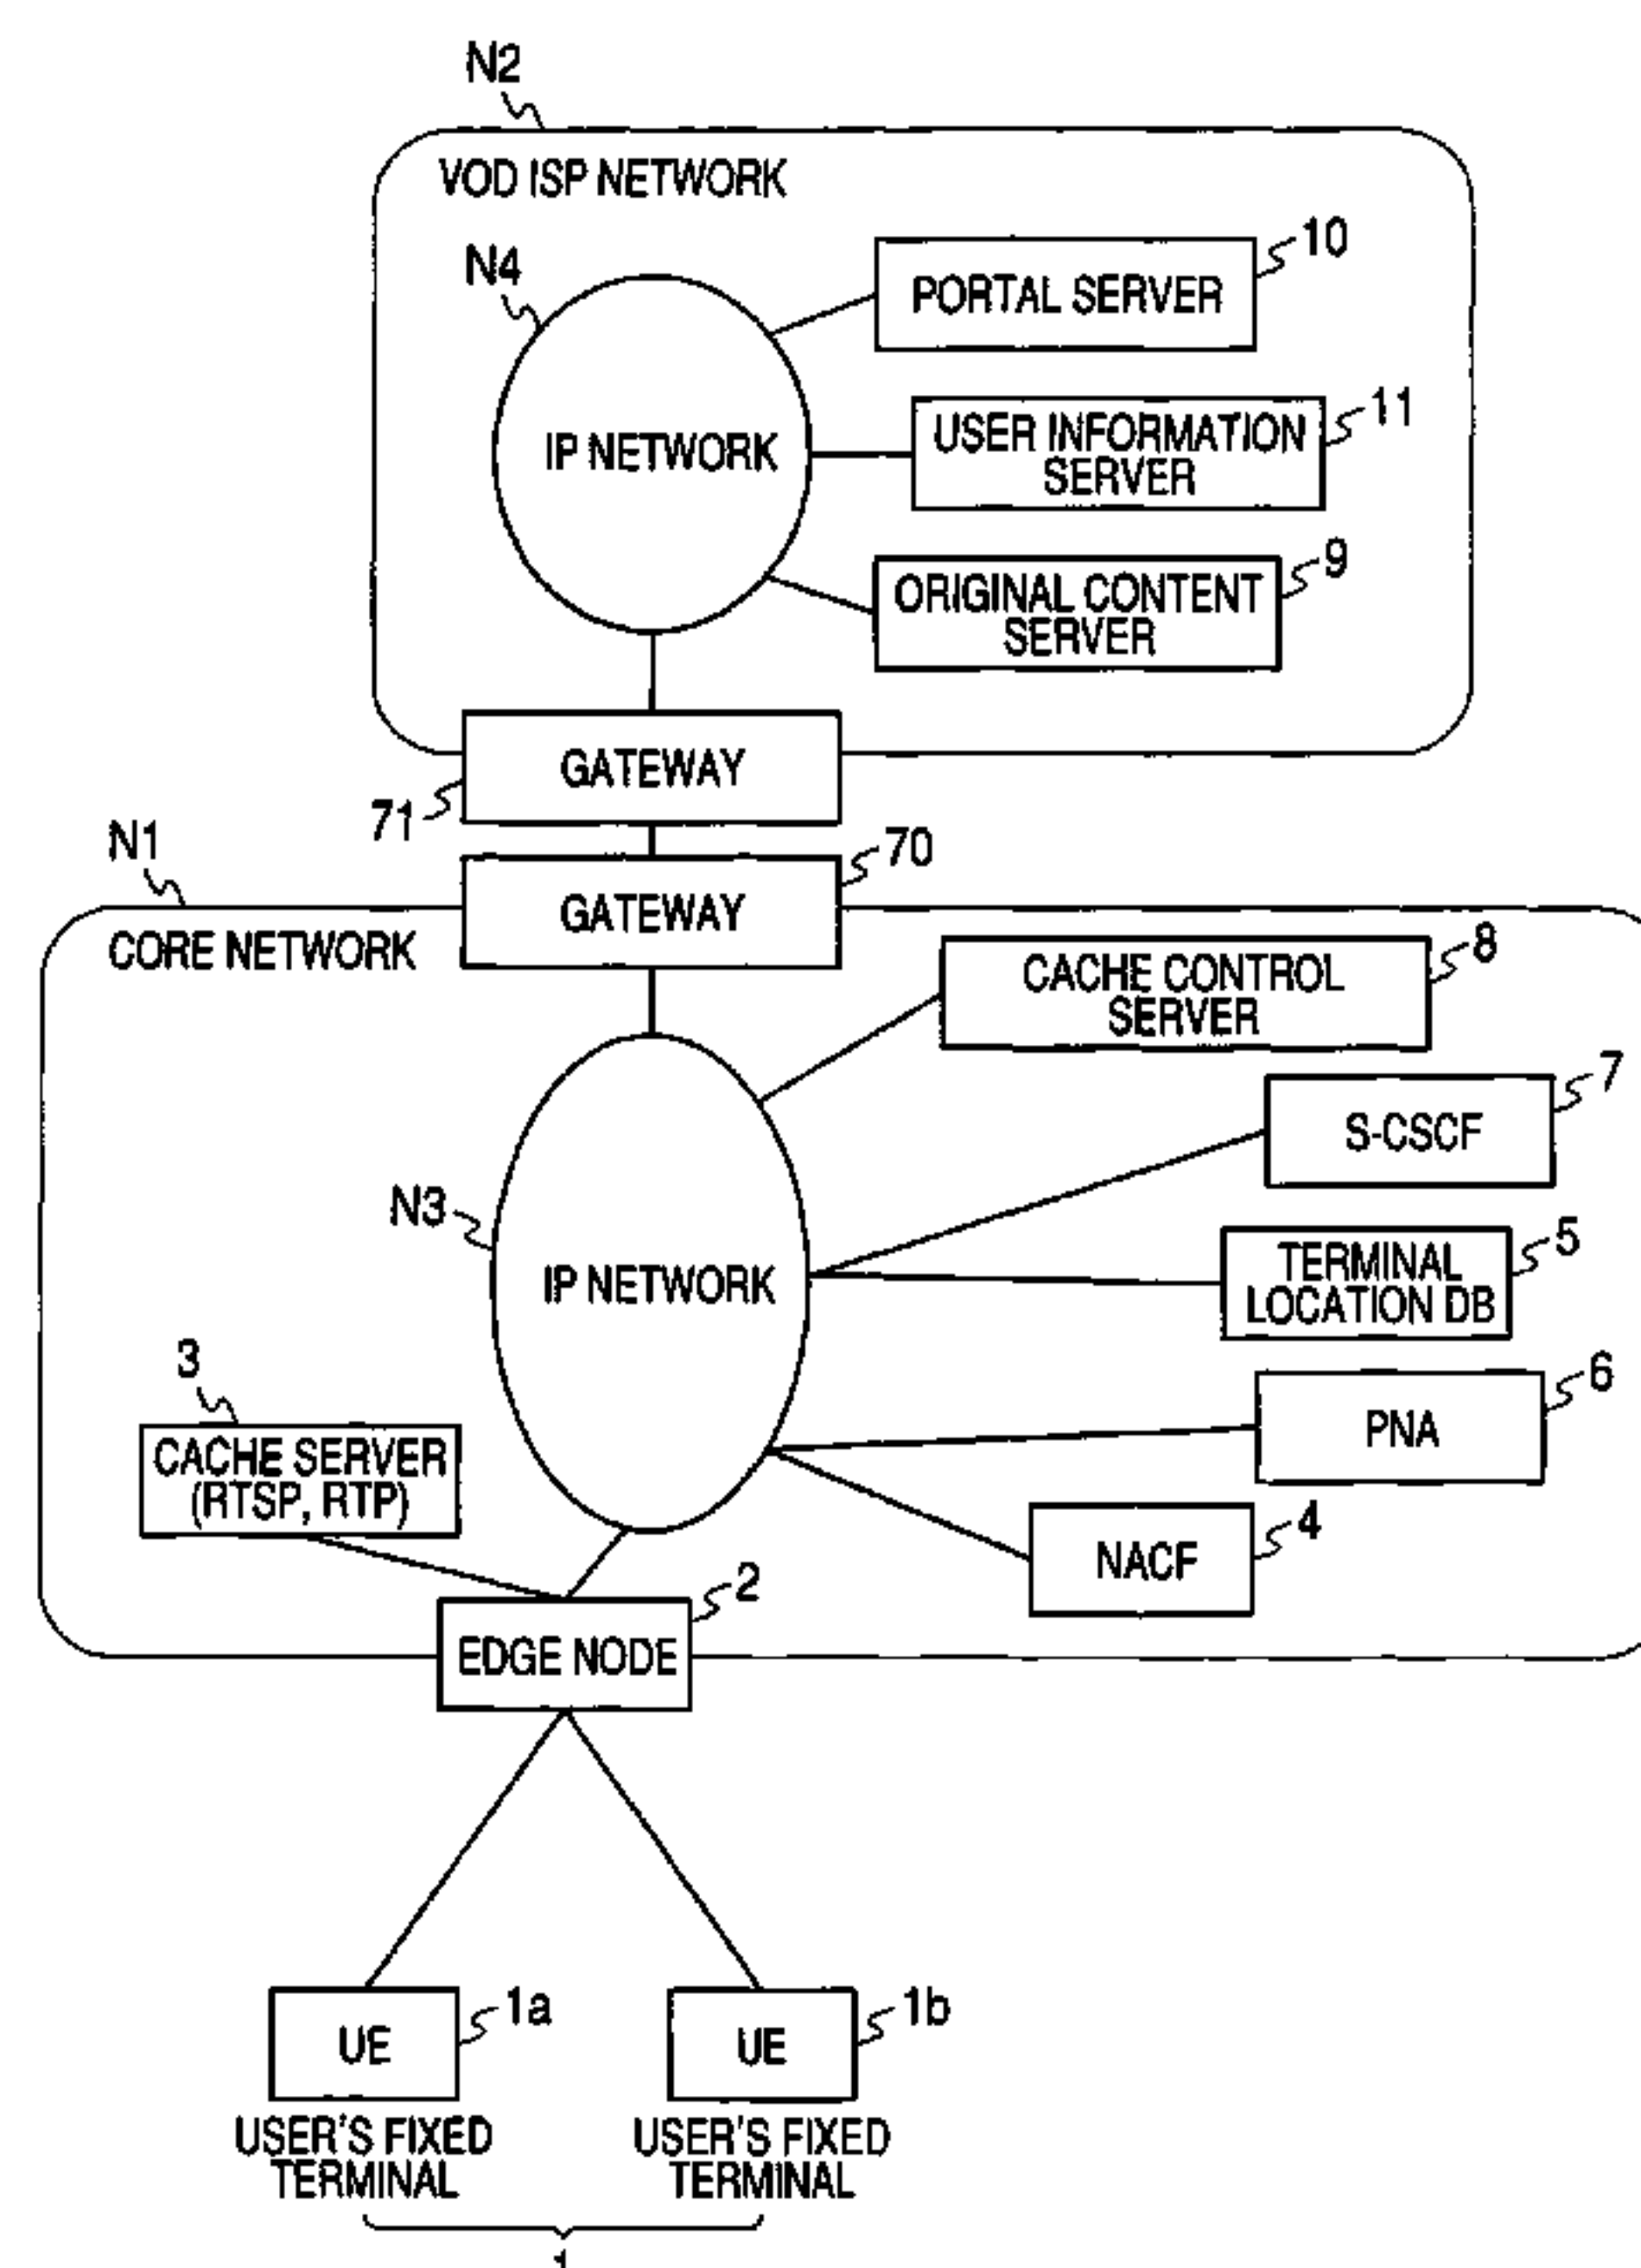 N2
VOD ISP NETWORK
N4
10
PORTAL SERVER
11
IP NETWORK
USER INFORMATION
SERVER
9
ORIGINAL CONTENT
SERVER
GATEWAY
71
N1
70
GATEWAY
CORE NETWORK
8
CACHE CONTROL
SERVER
7
S-CSCF
N3
5
IP NETWORK
TERMINAL
LOCATION DB
3
6
PNA
CACHE SERVER
(RTSP, RTP)
4
NACF
2
EDGE NODE
1a
UE
1b
UE
USER'S FIXED
TERMINAL
USER'S FIXED
TERMINAL
1